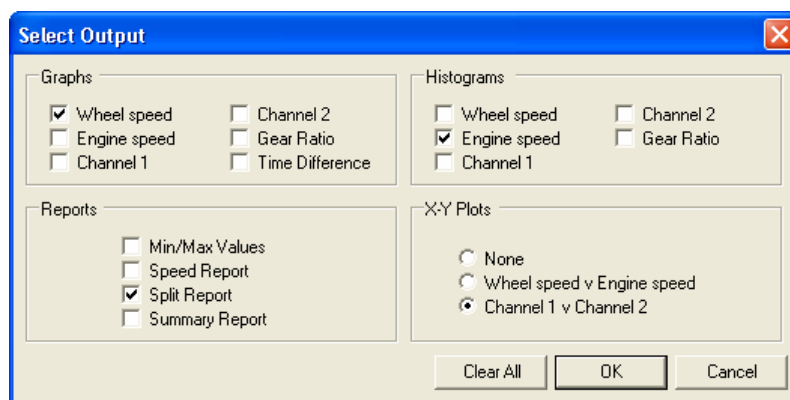 Select Output
Graphs
Wheel speed
Engine speed
Channel 1
Channel 2
Gear Ratio
Time Difference
Histograms
Wheel speed
Engine speed
Channel 1
Channel 2
Gear Ratio
Reports
Min/Max Values
Speed Report
Split Report
Summary Report
X-Y Plots
None
Wheel speed v Engine speed
Channel 1 v Channel 2
Clear All
OK
Cancel